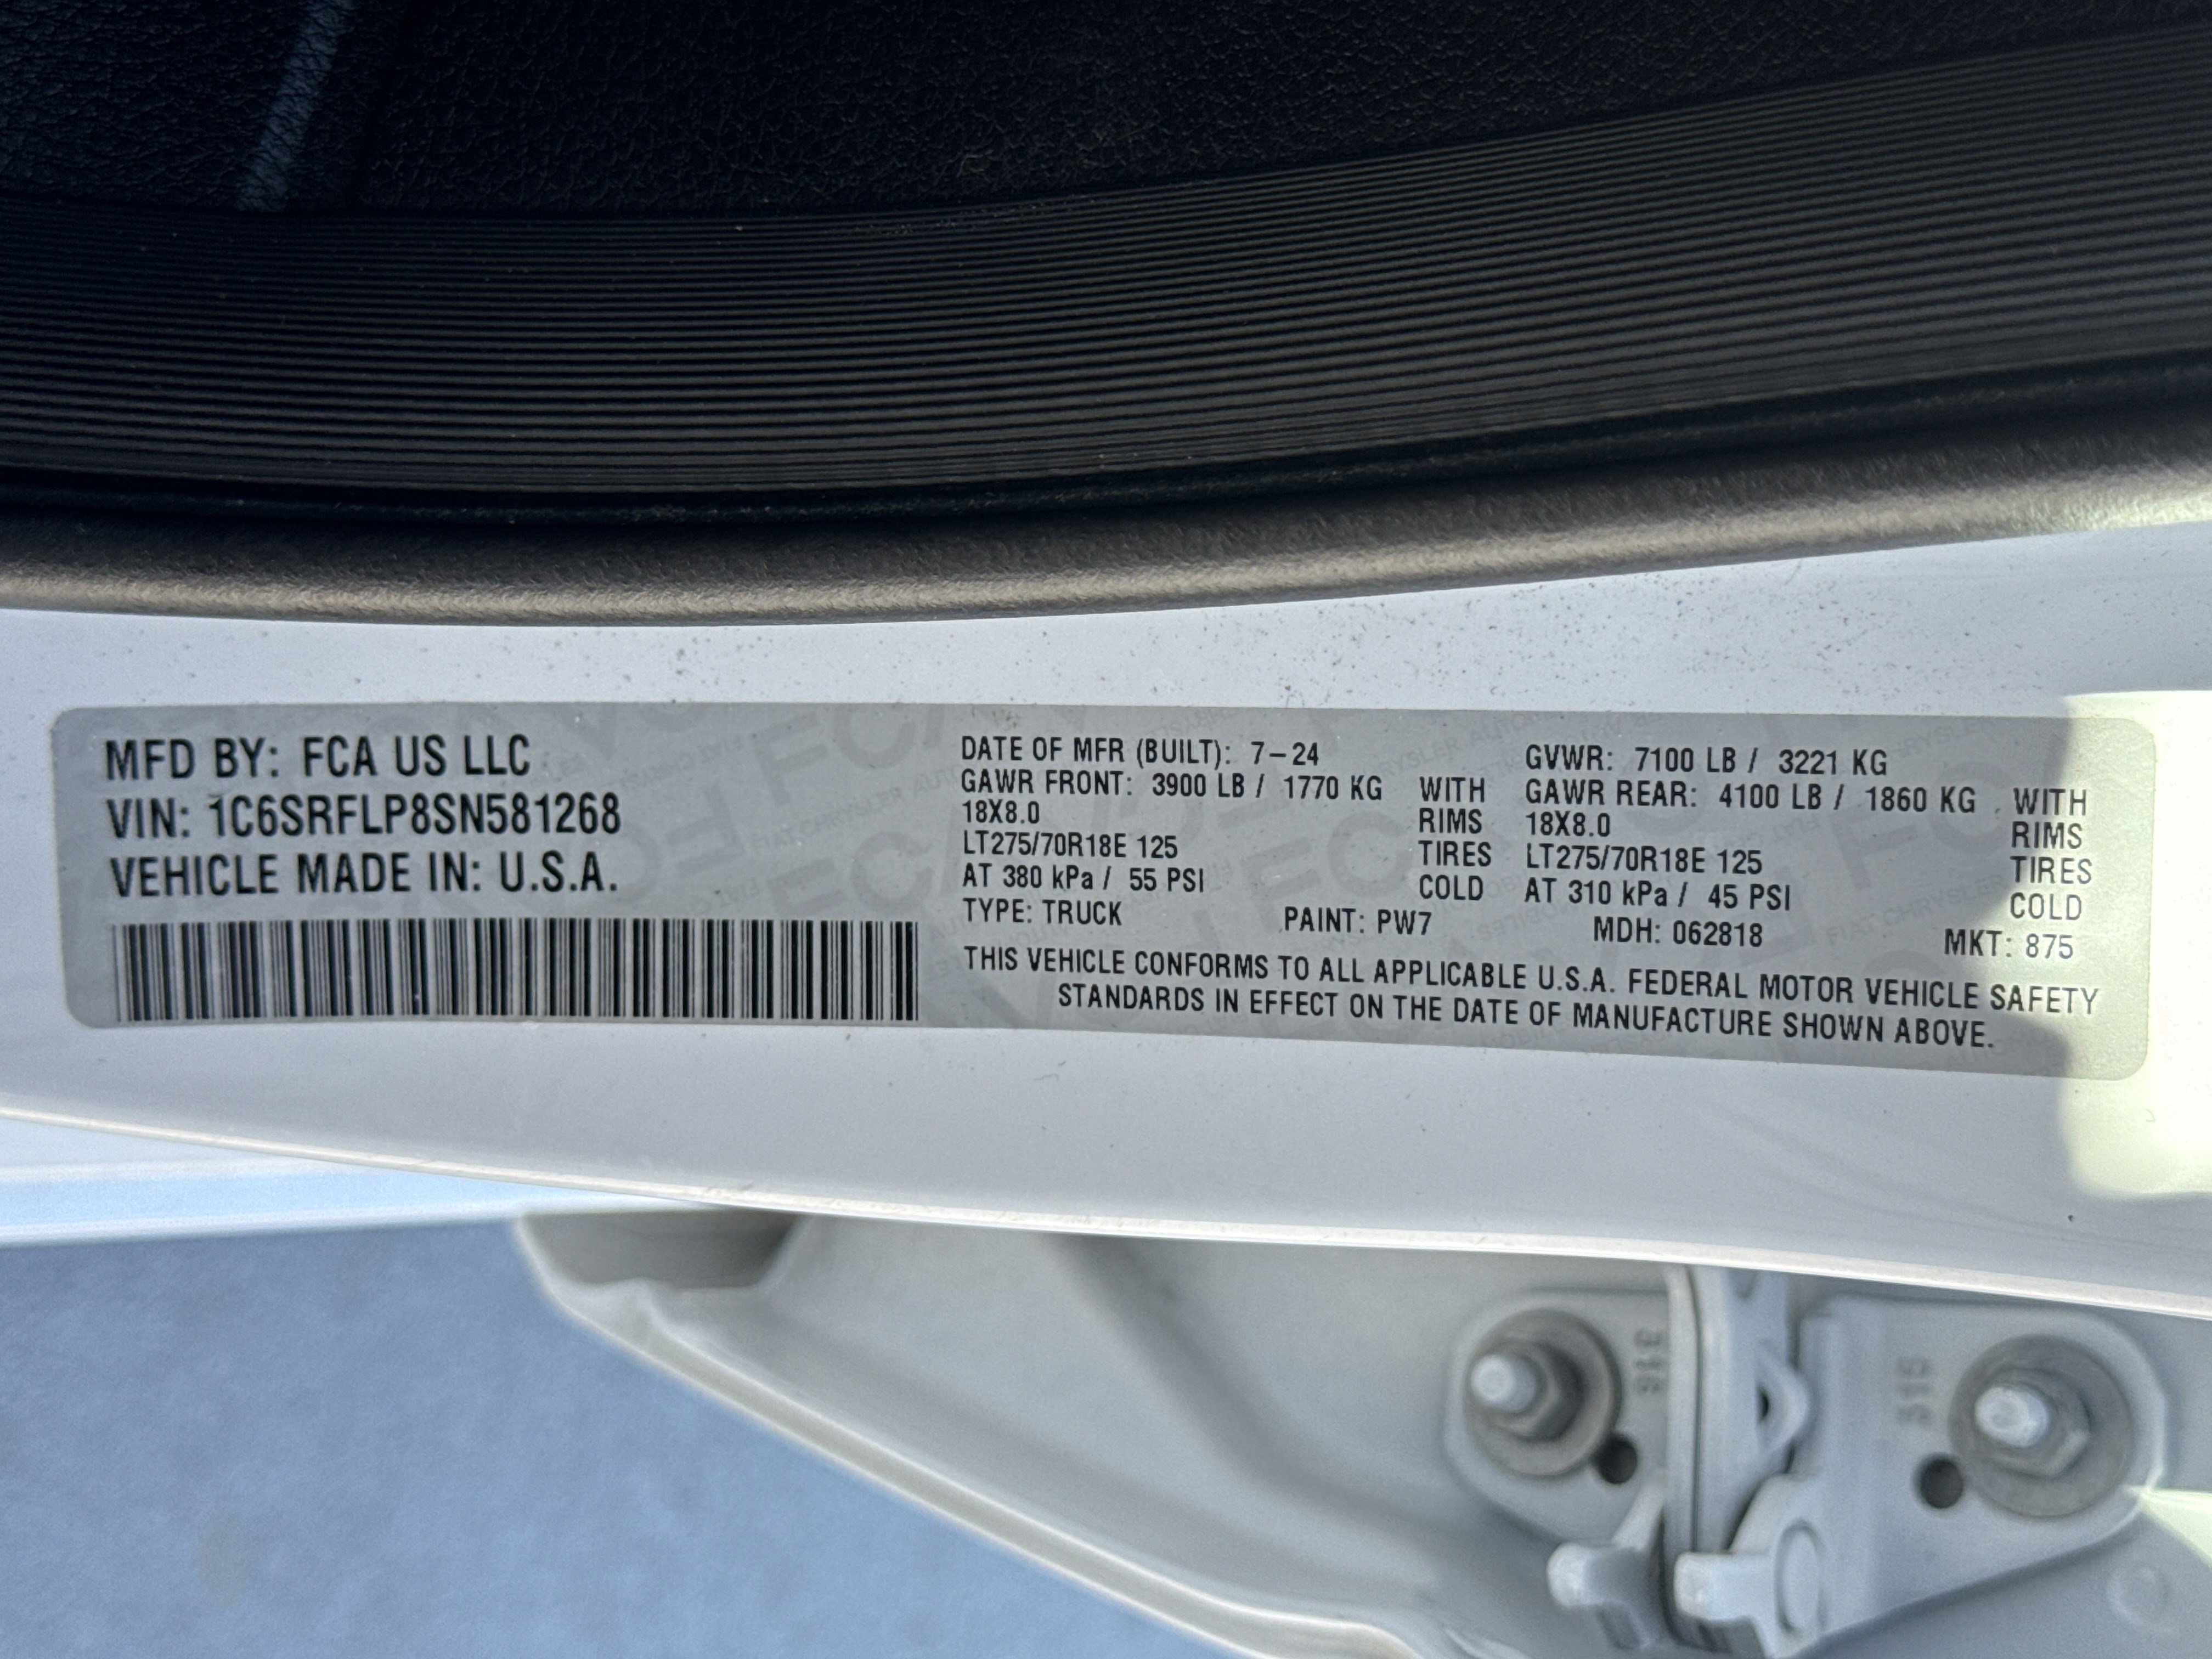 MFD BY: FCA US LLC
VIN: 1C6SRFLP8SN581268
VEHICLE MADE IN: U.S.A.
DATE OF MFR (BUILT): 7-24
GAWR FRONT: 3900 LB / 1770 KG WITH
18X8.0 RIMS
LT275/70R18E 125 TIRES
AT 380 kPa / 55 PSI COLD
GVWR: 7100 LB / 3221 KG
GAWR REAR: 4100 LB / 1860 KG WITH
18X8.0 RIMS
LT275/70R18E 125 TIRES
AT 310 kPa / 45 PSI COLD
TYPE: TRUCK PAINT: PW7 MDH: 062818 MKT: 875
THIS VEHICLE CONFORMS TO ALL APPLICABLE U.S.A. FEDERAL MOTOR VEHICLE SAFETY
STANDARDS IN EFFECT ON THE DATE OF MANUFACTURE SHOWN ABOVE.